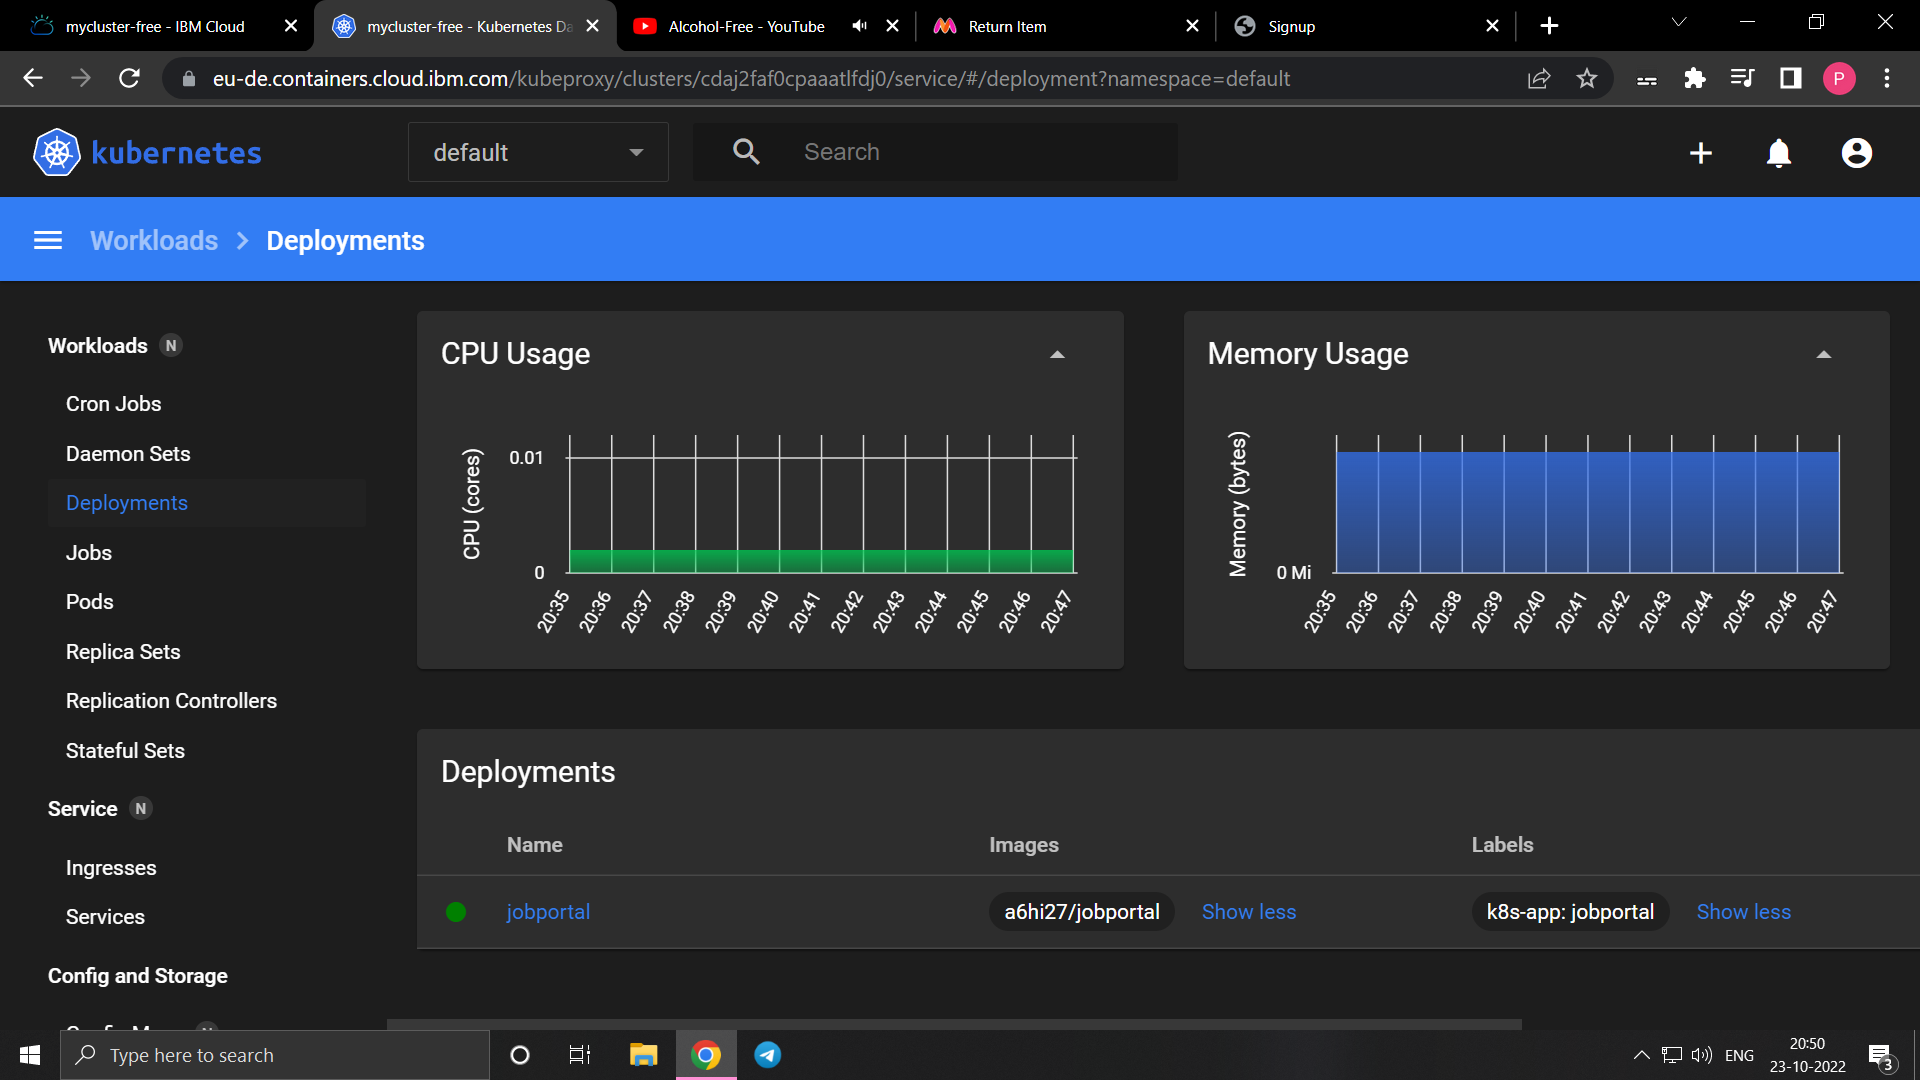 mycluster-free - IBM Cloud
mycluster-free - Kubernetes Da
Alcohol-Free - YouTube
Return Item
Signup
eu-de.containers.cloud.ibm.com/kubeproxy/clusters/cdaj2faf0cpaaatlfdj0/service/#/deployment?namespace=default
P
kubernetes
default
Search
Workloads
Deployments
Workloads N
Cron Jobs
Daemon Sets
Deployments
Jobs
Pods
Replica Sets
Replication Controllers
Stateful Sets
Service N
Ingresses
Services
Config and Storage
CPU Usage
CPU (cores)
0.01
0
20:35 20:36 20:37 20:38 20:39 20:40 20:41 20:42 20:43 20:44 20:45 20:46 20:47
Memory Usage
Memory (bytes)
0 Mi
20:35 20:36 20:37 20:38 20:39 20:40 20:41 20:42 20:43 20:44 20:45 20:46 20:47
Deployments
Name Images Labels
jobportal a6hi27/jobportal Show less k8s-app: jobportal Show less
Type here to search
ENG
20:50
23-10-2022
3